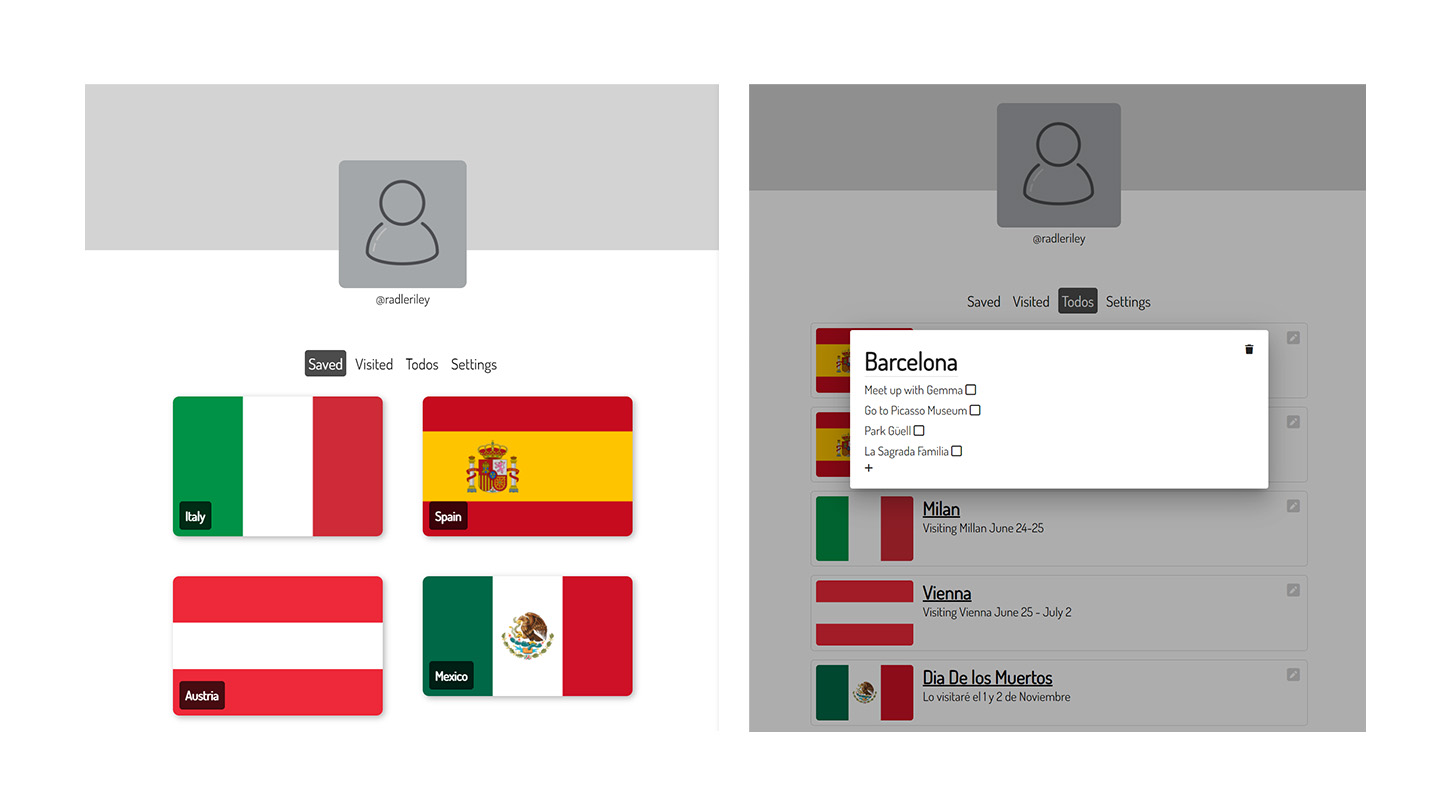 @radleriley
Saved Visited Todos Settings
Italy
Spain
Austria
Mexico
@radleriley
Saved Visited Todos Settings
Barcelona
Meet up with Gemma
Go to Picasso Museum
Park Güell
La Sagrada Familia
+
Milan
Visiting Millan June 24-25
Vienna
Visiting Vienna June 25 - July 2
Dia De los Muertos
Lo visitaré el 1 y 2 de Noviembre